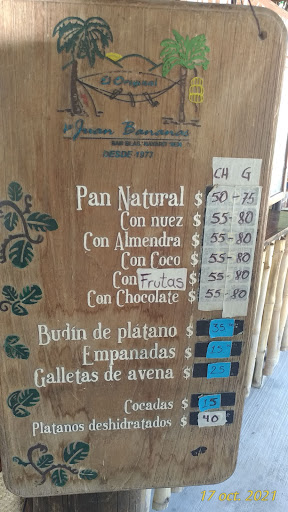 El Original
Juan Bananas
DESDE 1977
CH G
Pan Natural $ 50-75
Con nuez $ 55-80
Con Almendra $ 55-80
Con Coco $ 55-80
Con Frutas $ 55-80
Con Chocolate $ 55-80
Budín de plátano $ 35
Empanadas $ 25
Galletas de avena $ 25
Cocadas $ 15
Platanos deshidratados $ 40
17 oct. 2021